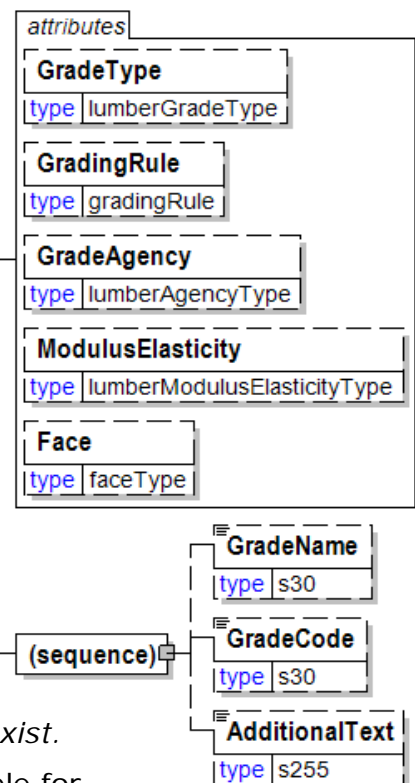 attributes
GradeType
type lumberGradeType
GradingRule
type gradingRule
GradeAgency
type lumberAgencyType
ModulusElasticity
type lumberModulusElasticityType
Face
type faceType
GradeName
type s30
(sequence)
GradeCode
type s30
AdditionalText
type s255
xist.